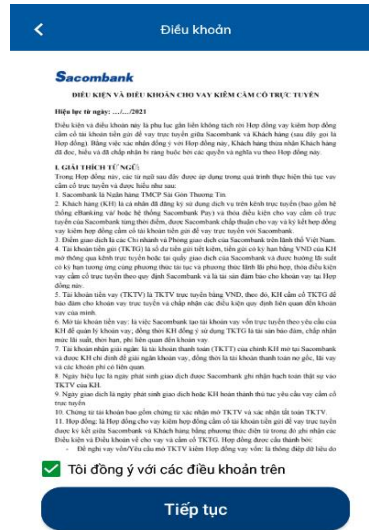 Điều khoản
Sacombank
ĐIỀU KIỆN VÀ ĐIỀU KHOẢN CHO VAY KIÊM CẦM CỐ TRỰC TUYẾN
Hiệu lực từ ngày: …/…/2021
Điều kiện và điều khoản này là phụ lục gắn liền không tách rời Hợp đồng vay kiêm hợp đồng
cầm cố tài khoản tiền gửi để vay trực tuyến giữa Sacombank và Khách hàng (sau đây gọi là
Hợp đồng). Bằng việc xác nhận đồng ý với Hợp đồng này, Khách hàng thừa nhận Khách hàng
đã đọc, hiểu và đã chấp nhận bị ràng buộc bởi các quyền và nghĩa vụ theo Hợp đồng này.
I. GIẢI THÍCH TỪ NGỮ:
Trong Hợp đồng này, các từ ngữ sau đây được áp dụng trong quá trình thực hiện thủ tục vay
cầm cố trực tuyến và được hiểu như sau:
1. Sacombank là Ngân hàng TMCP Sài Gòn Thương Tín.
2. Khách hàng (KH) là cá nhân đã đăng ký sử dụng dịch vụ trên kênh trực tuyến (bao gồm hệ
thống eBanking và/ hoặc hệ thống Sacombank Pay) và thỏa điều kiện cho vay cầm cố trực
tuyến của Sacombank từng thời điểm, được Sacombank chấp thuận cho vay và ký kết hợp đồng
vay kiêm hợp đồng cầm cố tài khoản tiền gửi để vay trực tuyến với Sacombank.
3. Điểm giao dịch là các Chi nhánh và Phòng giao dịch của Sacombank trên lãnh thổ Việt Nam.
4. Tài khoản tiền gửi (TKTG) là số dư tiền gửi tiết kiệm, tiền gửi có kỳ hạn bằng VND của KH
mở thông qua kênh trực tuyến hoặc tại quầy giao dịch của Sacombank và được hưởng lãi suất
có kỳ hạn tương ứng cùng phương thức tái tục và phương thức lãnh lãi phù hợp, thỏa điều kiện
vay cầm cố trực tuyến theo quy định Sacombank và là tài sản đảm bảo cho khoản vay tại Hợp
đồng này.
5. Tài khoản tiền vay (TKTV) là TKTV trực tuyến bằng VND, theo đó, KH cầm cố TKTG để
bảo đảm cho khoản vay trực tuyến và chấp nhận các điều kiện quy định liên quan đến khoản
vay của mình.
6. Mở tài khoản tiền vay: là việc Sacombank tạo tài khoản vay vốn trực tuyến theo yêu cầu của
KH để quản lý khoản vay, đồng thời KH đồng ý sử dụng TKTG là tài sản bảo đảm, chấp nhận
mức lãi suất, thời hạn, phí liên quan đến khoản vay.
7. Tài khoản nhận giải ngân: là tài khoản thanh toán (TKTT) của chính KH mở tại Sacombank
và được KH chỉ định để giải ngân khoản vay, đồng thời là tài khoản thanh toán nợ gốc, lãi vay
và các khoản phí có liên quan.
8. Ngày hiệu lực là ngày phát sinh giao dịch được Sacombank ghi nhận hạch toán thật sự vào
TKTV của KH.
9. Ngày giao dịch là ngày phát sinh giao dịch hoặc KH hoàn thành thủ tục yêu cầu vay cầm cố
trực tuyến
10. Chứng từ tài khoản bao gồm chứng từ xác nhận mở TKTV và xác nhận tất toán TKTV.
11. Hợp đồng: là Hợp đồng cho vay kiêm hợp đồng cầm cố tài khoản tiền gửi để vay trực tuyến
được ký kết giữa Sacombank và Khách hàng bằng phương thức điện tử trong đó ghi nhận các
Điều kiện và Điều khoản về cho vay và cầm cố TKTG. Hợp đồng được cấu thành bởi:
- Đề nghị vay vốn/Yêu cầu mở TKTV kiêm Hợp đồng vay vốn: là thông điệp dữ liệu do
Tôi đồng ý với các điều khoản trên
Tiếp tục